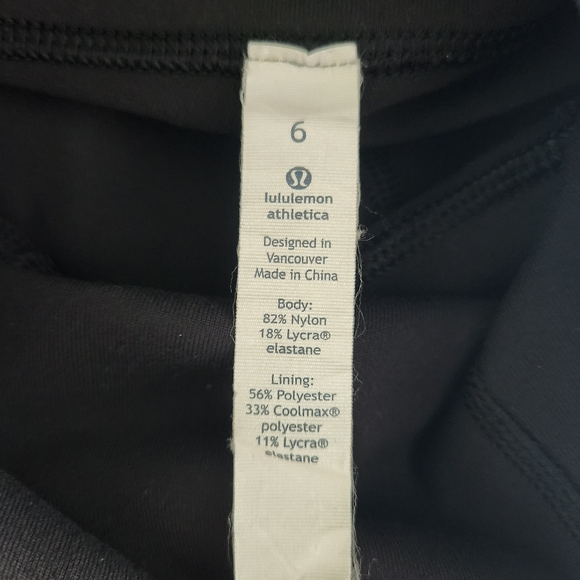 6
lululemon
athletica
Designed in
Vancouver
Made in China
Body:
82% Nylon
18% Lycra®
elastane
Lining:
56% Polyester
33% Coolmax®
polyester
11% Lycra®
elastane